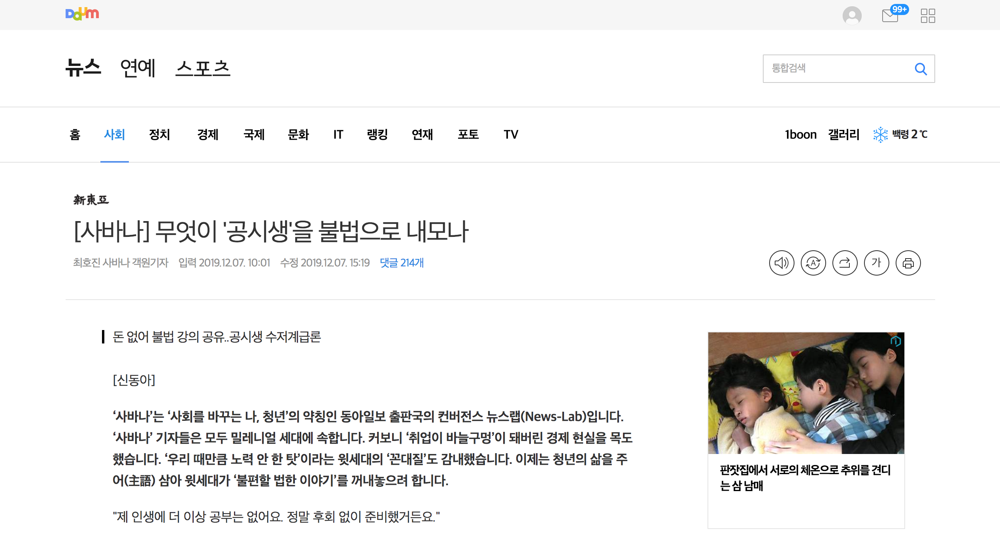 Daum
99+
뉴스 연예 스포츠
통합검색
홈 사회 정치 경제 국제 문화 IT 랭킹 연재 포토 TV
1boon 갤러리 백령 2 ℃
新東亞
[사바나] 무엇이 '공시생'을 불법으로 내모나
최호진 사바나 객원기자 입력 2019.12.07. 10:01 수정 2019.12.07. 15:19 댓글 214개
A 가
돈 없어 불법 강의 공유..공시생 수저계급론
[신동아]
‘사바나’는 ‘사회를 바꾸는 나, 청년’의 약칭인 동아일보 출판국의 컨버전스 뉴스랩(News-Lab)입니다.
‘사바나’ 기자들은 모두 밀레니얼 세대에 속합니다. 커보니 ‘취업이 바늘구멍’이 돼버린 경제 현실을 목도
했습니다. ‘우리 때만큼 노력 안 한 탓’이라는 윗세대의 ‘꼰대질’도 감내했습니다. 이제는 청년의 삶을 주
어(主語) 삼아 윗세대가 ‘불편할 법한 이야기’를 꺼내놓으려 합니다.
"제 인생에 더 이상 공부는 없어요. 정말 후회 없이 준비했거든요."
판잣집에서 서로의 체온으로 추위를 견디
는 삼 남매